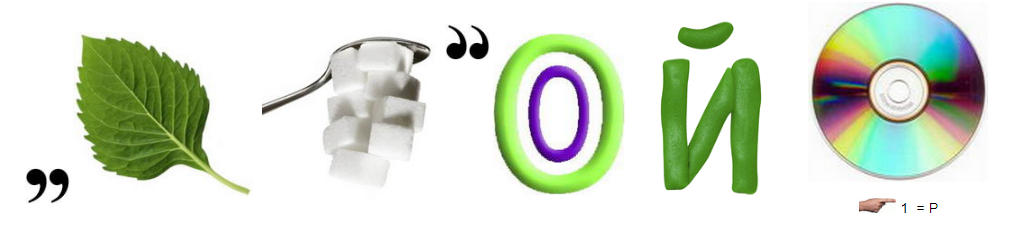 „ “ О О Й
1 = Р